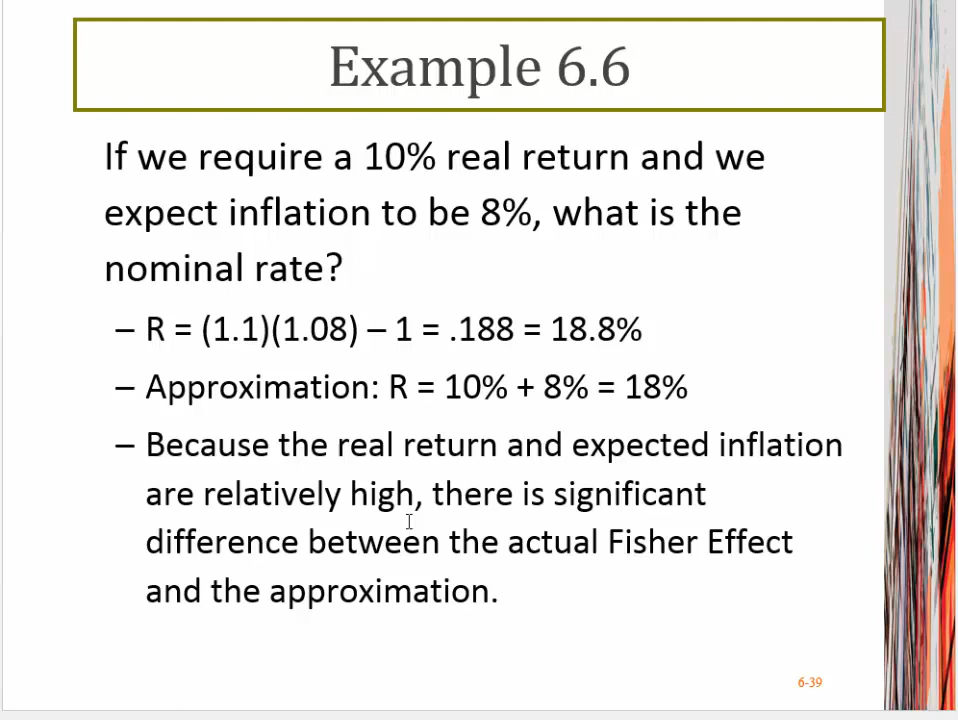 Example 6.6
If we require a 10% real return and we
expect inflation to be 8%, what is the
nominal rate?
– R = (1.1)(1.08) – 1 = .188 = 18.8%
– Approximation: R = 10% + 8% = 18%
– Because the real return and expected inflation
are relatively high, there is significant
difference between the actual Fisher Effect
and the approximation.
6-39